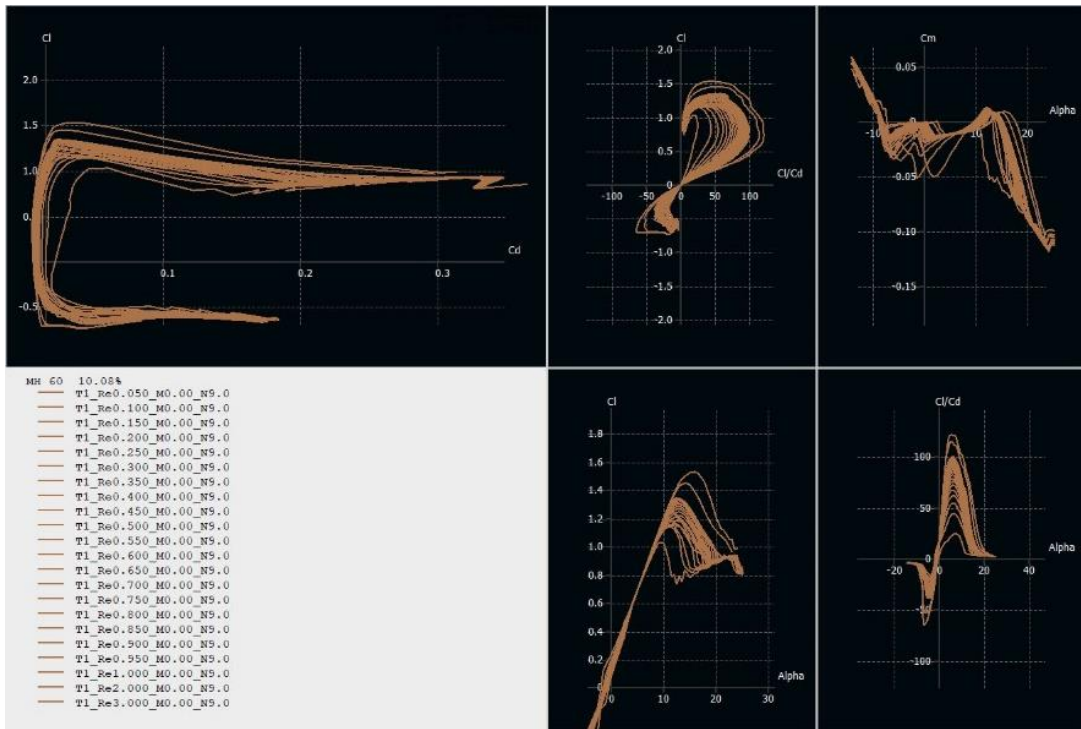 Cl
2.0
1.5
1.0
0.
-0.5
0.1
0.2
0.3
Cd
Cl
2.0
1.5
1.0
0.5
0
-0.5
-1.0
-1.5
-2.0
-100
-50
0
50
100
Cl/Cd
Cm
0.05
0
-0.05
-0.10
-0.15
-10
0
20
Alpha
MH 60 10.08%
T1_Re0.050_M0.00_N9.0
T1_Re0.100_M0.00_N9.0
T1_Re0.150_M0.00_N9.0
T1_Re0.200_M0.00_N9.0
T1_Re0.250_M0.00_N9.0
T1_Re0.300_M0.00_N9.0
T1_Re0.350_M0.00_N9.0
T1_Re0.400_M0.00_N9.0
T1_Re0.450_M0.00_N9.0
T1_Re0.500_M0.00_N9.0
T1_Re0.550_M0.00_N9.0
T1_Re0.600_M0.00_N9.0
T1_Re0.650_M0.00_N9.0
T1_Re0.700_M0.00_N9.0
T1_Re0.750_M0.00_N9.0
T1_Re0.800_M0.00_N9.0
T1_Re0.850_M0.00_N9.0
T1_Re0.900_M0.00_N9.0
T1_Re0.950_M0.00_N9.0
T1_Re1.000_M0.00_N9.0
T1_Re2.000_M0.00_N9.0
T1_Re3.000_M0.00_N9.0
Cl
1.8
1.6
1.4
1.2
1.0
0.8
0.6
0.4
0.2
0
0
10
20
30
Alpha
Cl/Cd
100
50
0
-50
-100
-20
0
20
40
Alpha